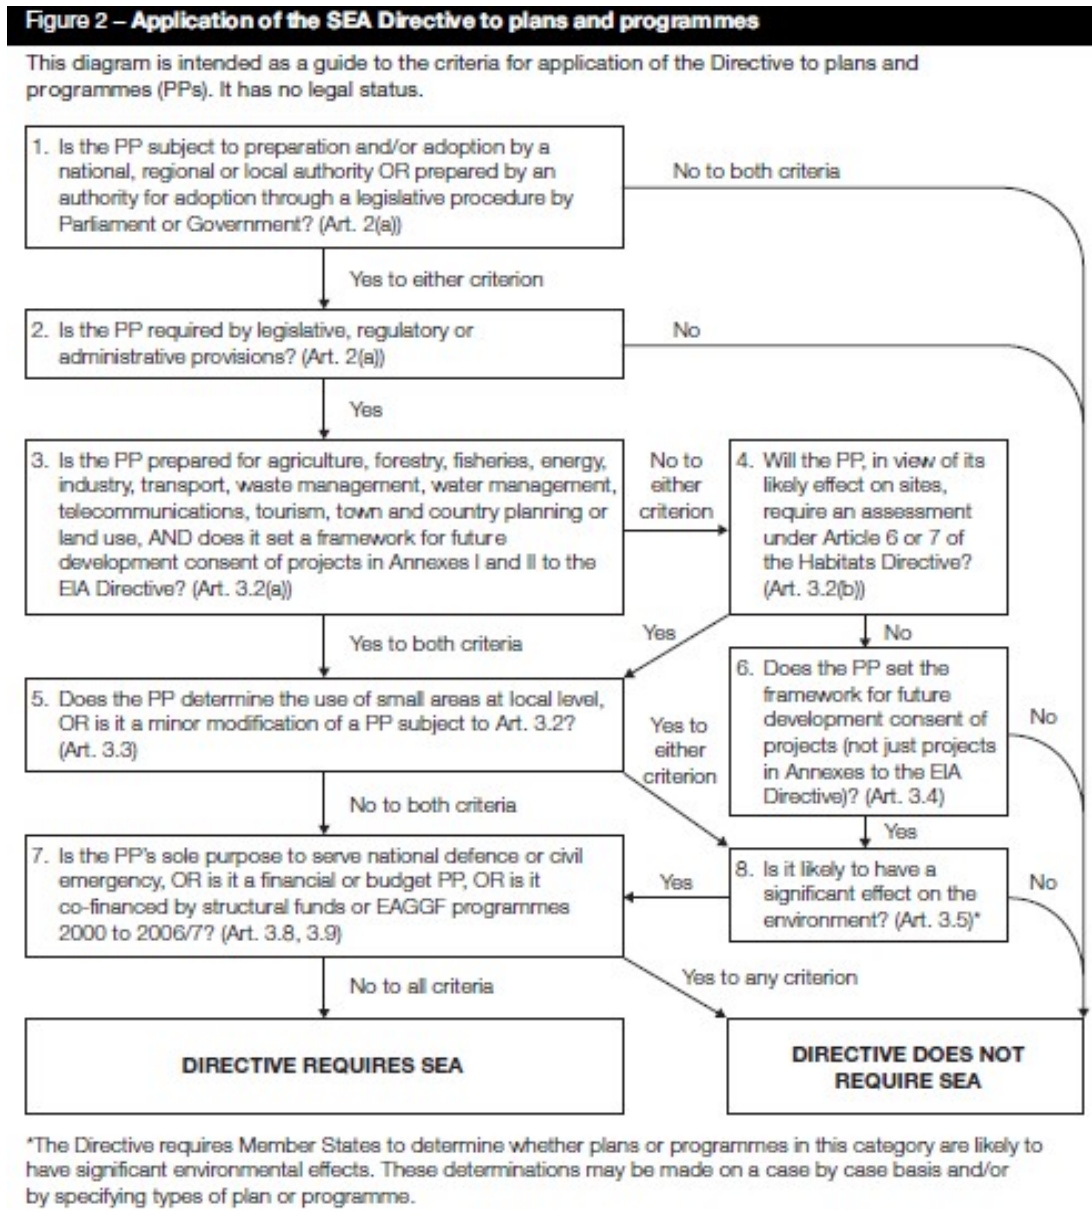 Figure 2 – Application of the SEA Directive to plans and programmes
This diagram is intended as a guide to the criteria for application of the Directive to plans and
programmes (PPs). It has no legal status.
1. Is the PP subject to preparation and/or adoption by a
national, regional or local authority OR prepared by an
authority for adoption through a legislative procedure by
Parliament or Government? (Art. 2(a))
No to both criteria
Yes to either criterion
2. Is the PP required by legislative, regulatory or
administrative provisions? (Art. 2(a))
No
Yes
3. Is the PP prepared for agriculture, forestry, fisheries, energy,
industry, transport, waste management, water management,
telecommunications, tourism, town and country planning or
land use, AND does it set a framework for future
development consent of projects in Annexes I and II to the
EIA Directive? (Art. 3.2(a))
No to
either
criterion
4. Will the PP, in view of its
likely effect on sites,
require an assessment
under Article 6 or 7 of
the Habitats Directive?
(Art. 3.2(b))
Yes to both criteria
Yes
No
5. Does the PP determine the use of small areas at local level,
OR is it a minor modification of a PP subject to Art. 3.2?
(Art. 3.3)
Yes to
either
criterion
6. Does the PP set the
framework for future
development consent of
projects (not just projects
in Annexes to the EIA
Directive)? (Art. 3.4)
No
No to both criteria
Yes
7. Is the PP's sole purpose to serve national defence or civil
emergency, OR is it a financial or budget PP, OR is it
co-financed by structural funds or EAGGF programmes
2000 to 2006/7? (Art. 3.8, 3.9)
Yes
8. Is it likely to have a
significant effect on the
environment? (Art. 3.5)*
No
No to all criteria
Yes to any criterion
DIRECTIVE REQUIRES SEA
DIRECTIVE DOES NOT
REQUIRE SEA
*The Directive requires Member States to determine whether plans or programmes in this category are likely to
have significant environmental effects. These determinations may be made on a case by case basis and/or
by specifying types of plan or programme.